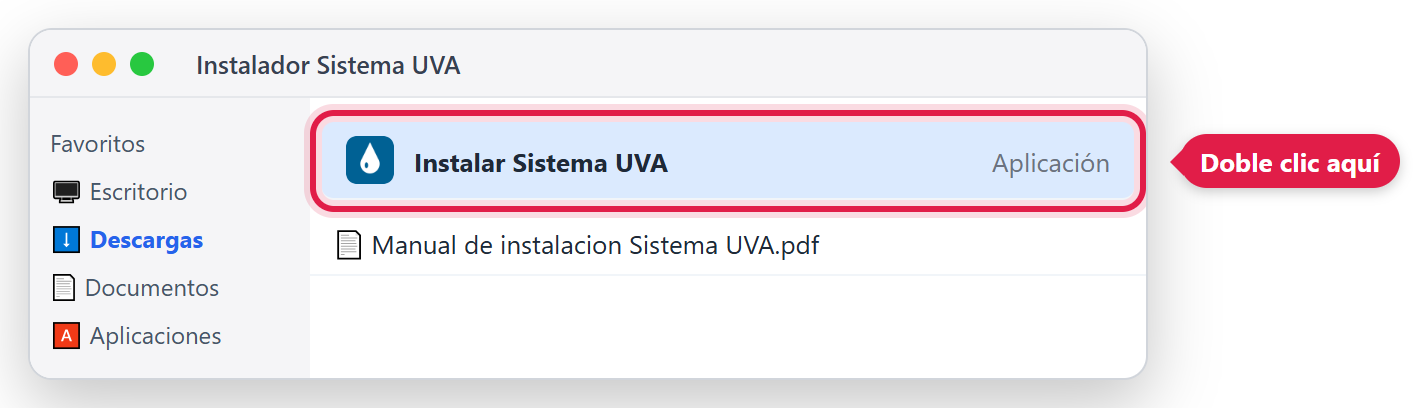 Instalador Sistema UVA
Favoritos
Escritorio
Descargas
Documentos
A Aplicaciones
Instalar Sistema UVA Aplicación
Manual de instalacion Sistema UVA.pdf
Doble clic aquí